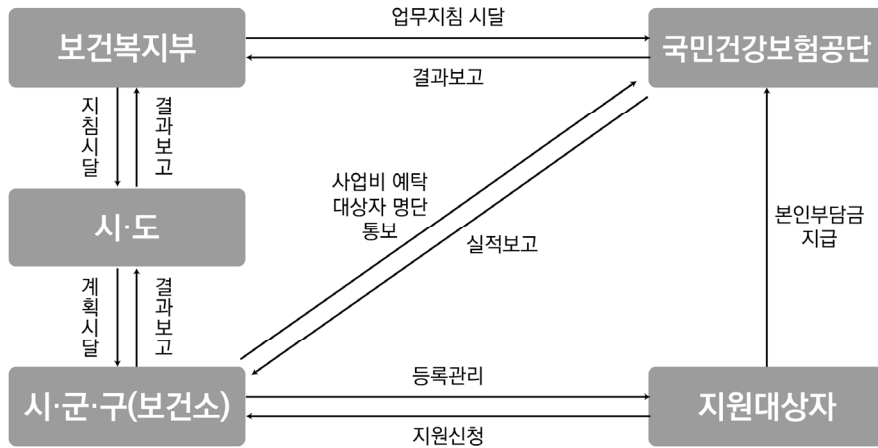 업무지침 시달
보건복지부
국민건강보험공단
결과보고
지침시달
결과보고
사업비 예탁
대상자 명단
통보
시·도
실적보고
본인부담금
지급
계획시달
결과보고
등록관리
시·군·구(보건소)
지원대상자
지원신청